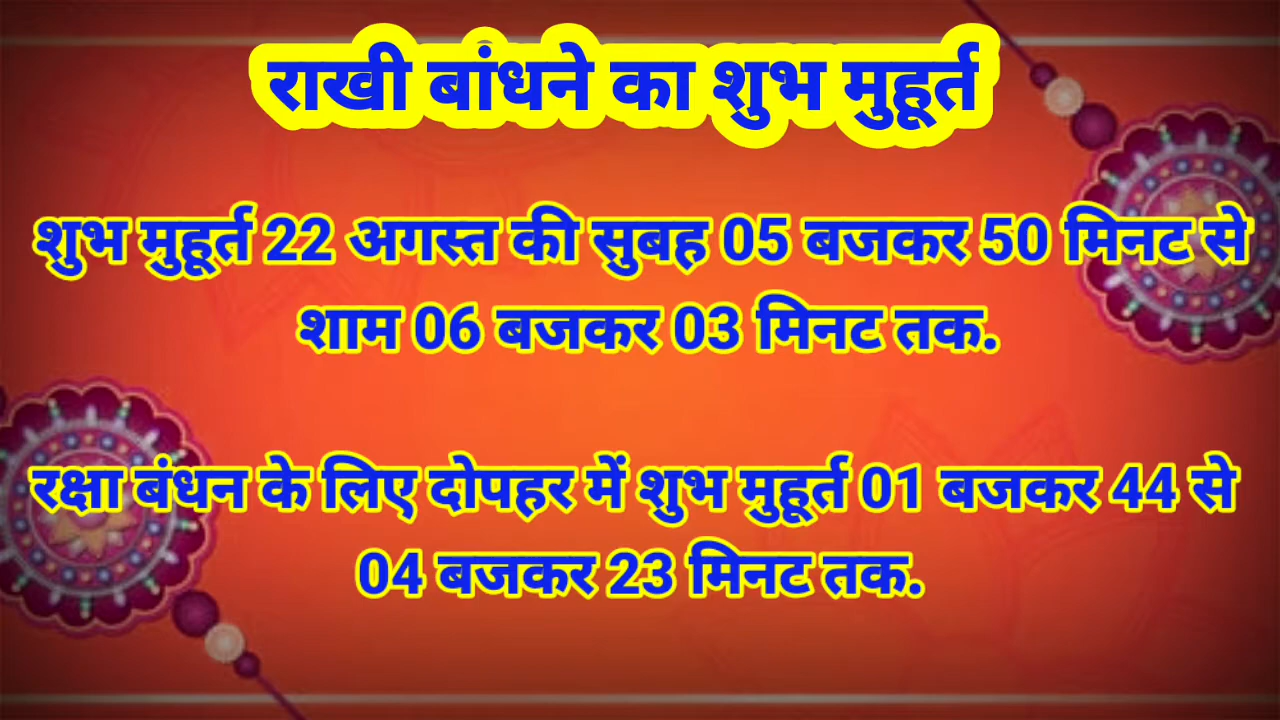 राखी बांधने का शुभ मुहूर्त
शुभ मुहूर्त 22 अगस्त की सुबह 05 बजकर 50 मिनट से
शाम 06 बजकर 03 मिनट तक.
रक्षा बंधन के लिए दोपहर में शुभ मुहूर्त 01 बजकर 44 से
04 बजकर 23 मिनट तक.